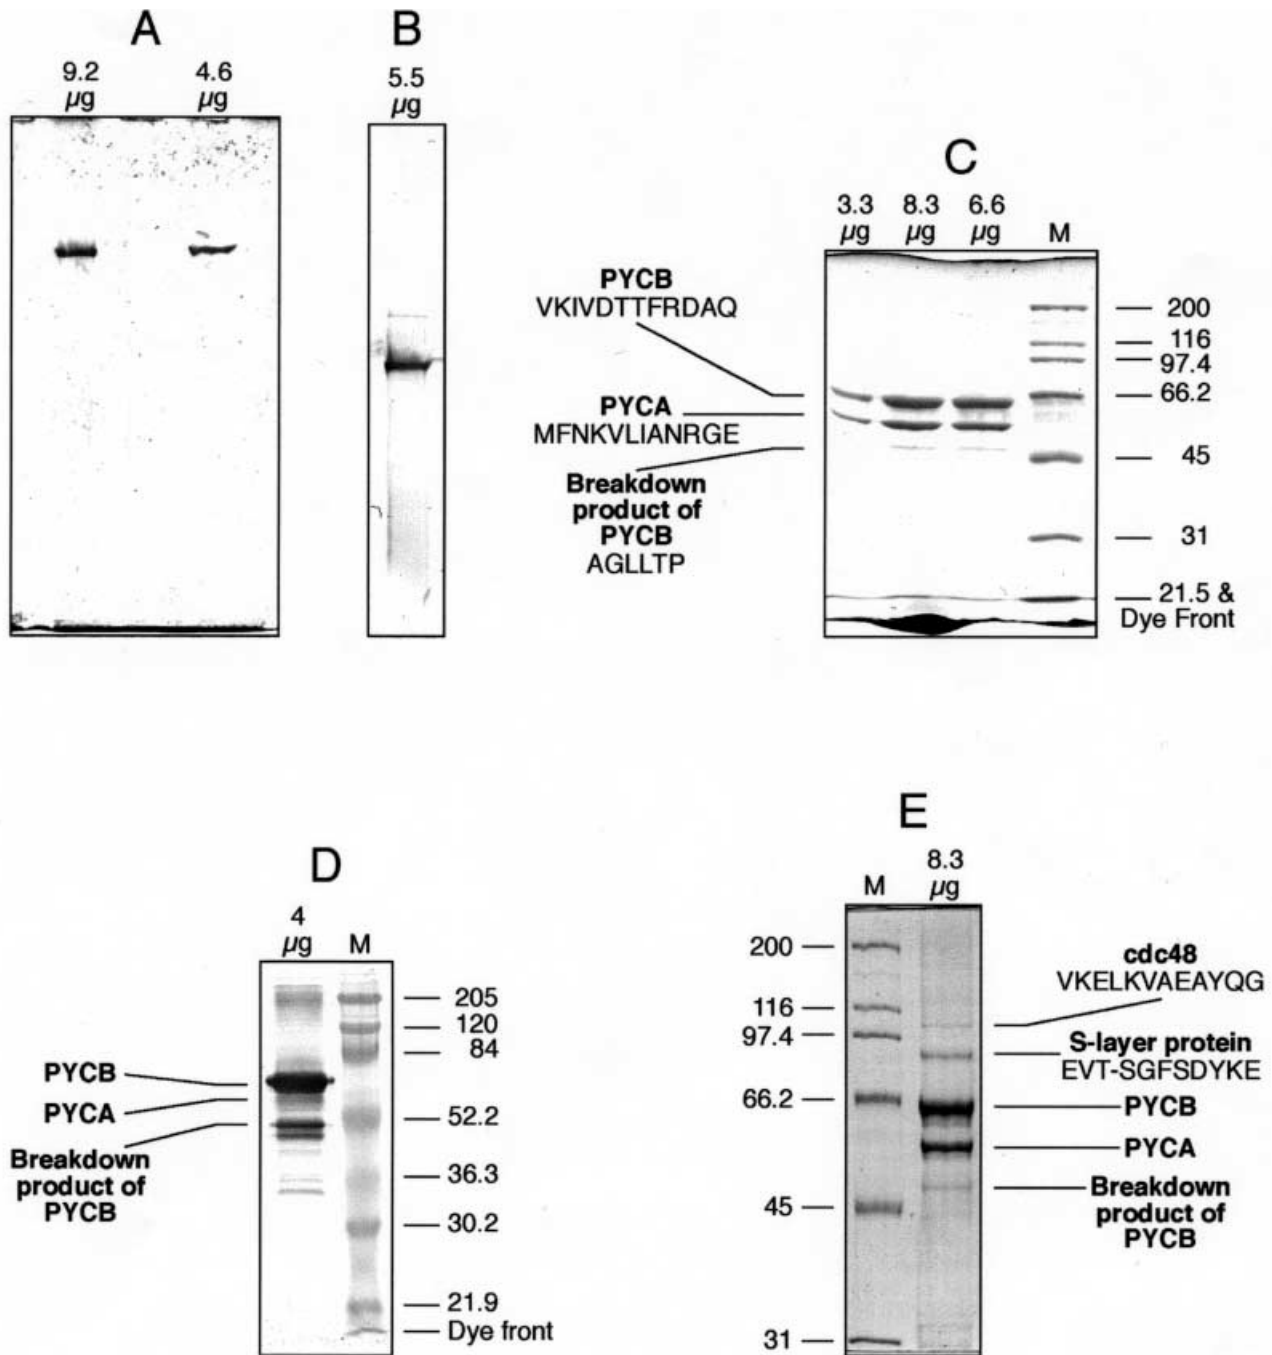 A
9.2
µg
4.6
µg
B
5.5
µg
C
3.3
µg
8.3
µg
6.6
µg
M
PYCB
VKIVDTTFRDAQ
PYCA
MFNKVLIANRGE
Breakdown
product of
PYCB
AGLLTP
200
116
97.4
66.2
45
31
21.5 &
Dye Front
D
4
µg
M
PYCB
PYCA
Breakdown
product of
PYCB
205
120
84
52.2
36.3
30.2
21.9
Dye front
E
M
8.3
µg
200
116
97.4
66.2
45
31
cdc48
VKELKVAEAYQG
S-layer protein
EVT-SGFSDYKE
PYCB
PYCA
Breakdown
product of
PYCB